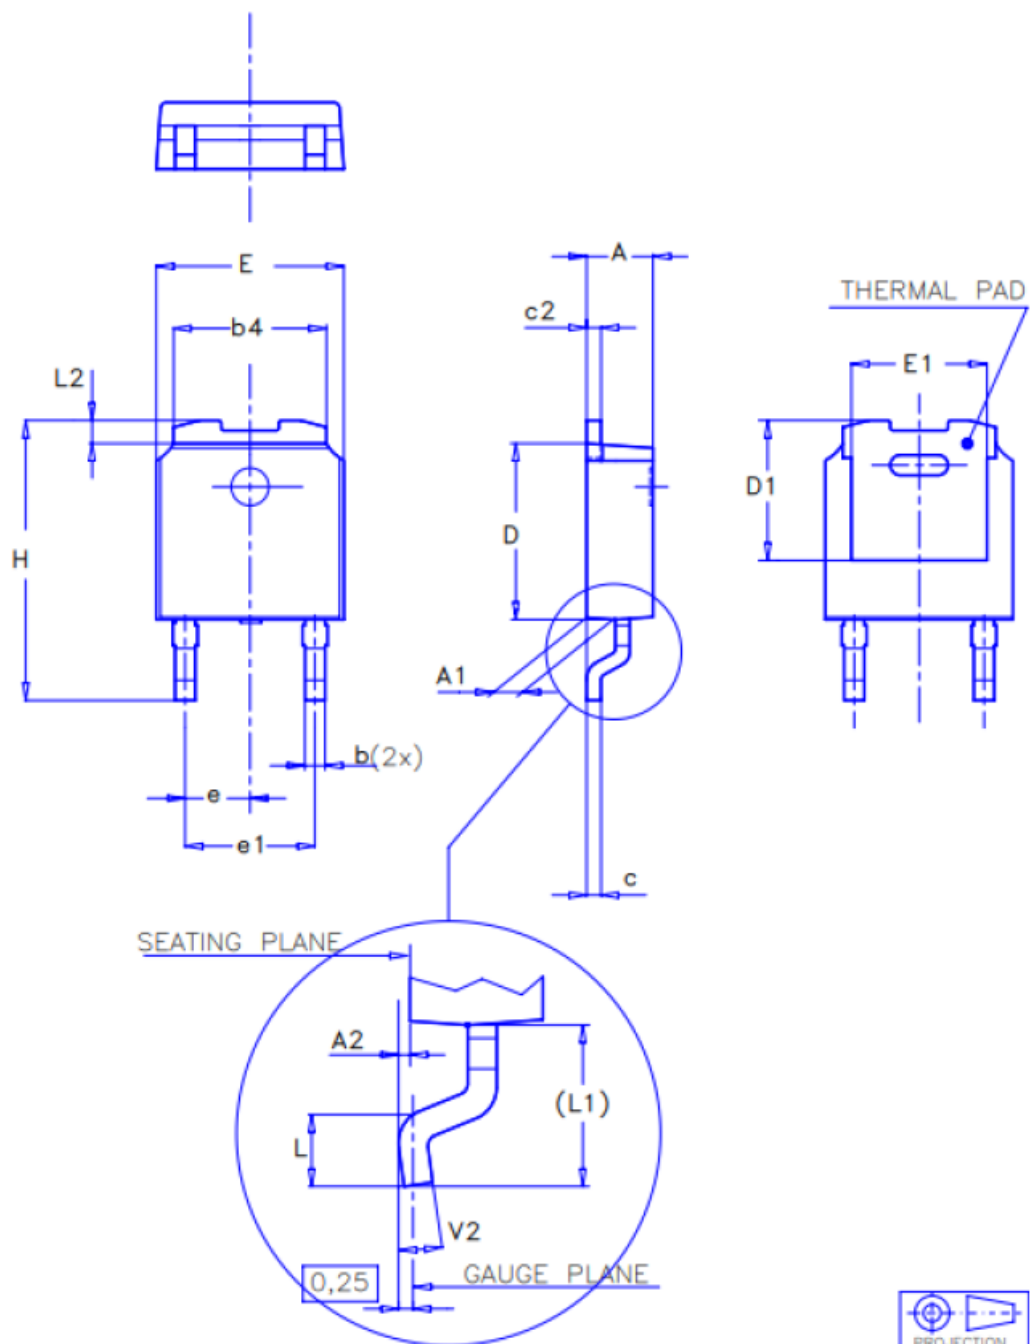 E
A
THERMAL PAD
c2
b4
E1
L2
D1
D
H
A1
b(2x)
e
e1
c
SEATING PLANE
A2
(L1)
L
V2
0,25
GAUGE PLANE
PROJECTION